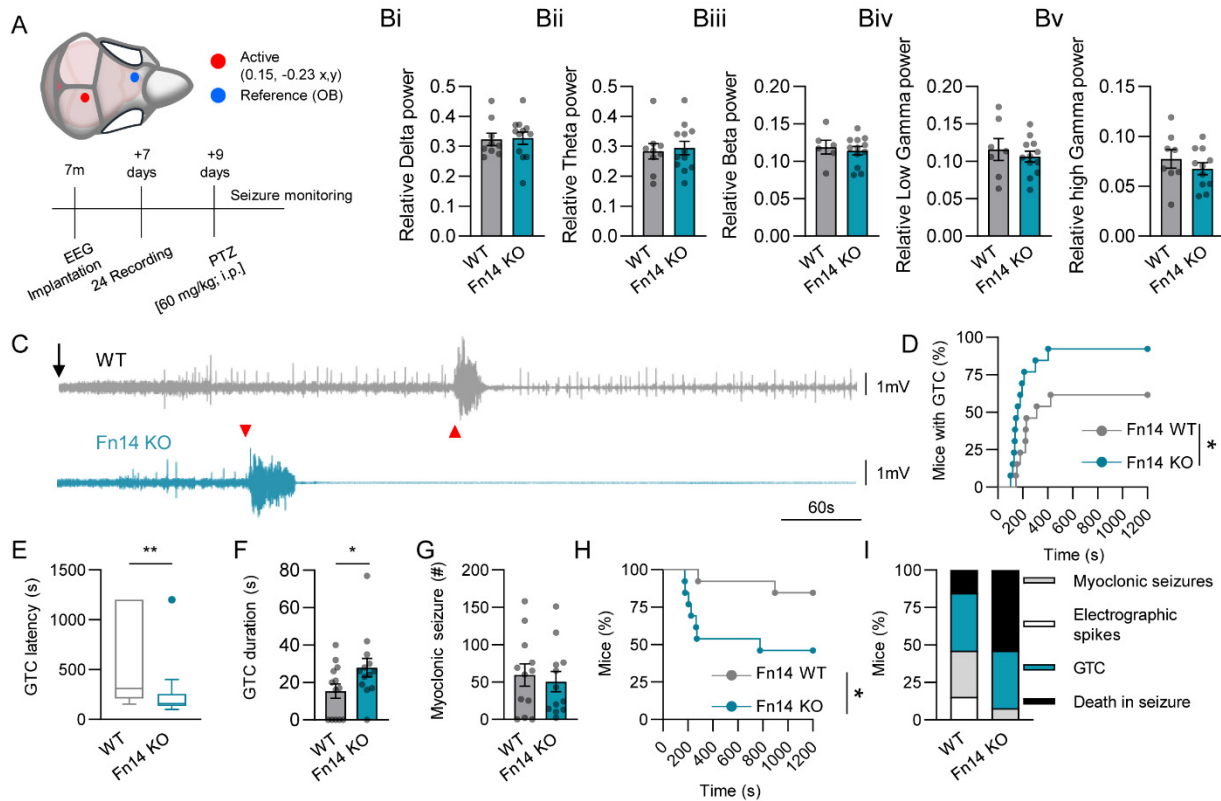 A
Active
(0.15, -0.23 x,y)
Reference (OB)
7m
+7
days
+9
days
Seizure monitoring
EEG
Implantation
24 Recording
PTZ
[60 mg/kg; i.p.]
Bi
Relative Delta power
0.5
0.4
0.3
0.2
0.1
0.0
WT
Fn14 KO
Bii
Relative Theta power
0.5
0.4
0.3
0.2
0.1
0.0
WT
Fn14 KO
Biii
Relative Beta power
0.20
0.15
0.10
0.05
0.00
WT
Fn14 KO
Biv
Relative Low Gamma power
0.20
0.15
0.10
0.05
0.00
WT
Fn14 KO
Bv
Relative high Gamma power
0.15
0.10
0.05
0.00
WT
Fn14 KO
C
WT
1mV
Fn14 KO
1mV
60s
D
Mice with GTC (%)
100
75
50
25
0
Fn14 WT
Fn14 KO
*
0
200
400
600
800
1000
1200
Time (s)
E
GTC latency (s)
1500
1000
500
0
**
WT
Fn14 KO
F
GTC duration (s)
80
60
40
20
0
*
WT
Fn14 KO
G
Myoclonic seizure (#)
200
150
100
50
0
WT
Fn14 KO
H
Mice (%)
100
75
50
25
0
Fn14 WT
Fn14 KO
*
0
200
400
600
800
1000
1200
Time (s)
I
Mice (%)
100
75
50
25
0
WT
Fn14 KO
Myoclonic seizures
Electrographic
spikes
GTC
Death in seizure